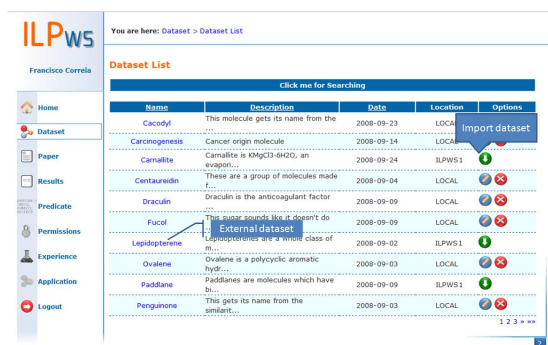 ILPWS
You are here: Dataset > Dataset List
Francisco Correia
Dataset List
Click me for Searching
Home
Dataset
Paper
Results
Predicate
Permissions
Experience
Application
Logout
Name Description Date Location Options
Cacodyl This molecule gets its name from the ... 2008-09-23 LOCAL
Import dataset
Carcinogenesis Cancer origin molecule 2008-09-14
Carnallite Carnallite is KMgCl3-6H2O, an evapori... 2008-09-24 ILPWS1
Centaureidin These are a group of molecules made f... 2008-09-04 LOCAL
Draculin Draculin is the anticoagulant factor ... 2008-09-09 LOCAL
Fucol This sugar sounds like it doesn't do 2008-09-09 LOCAL
External dataset
Lepidopterene Lepidopterenes are a whole class of m... 2008-09-02 ILPWS1
Ovalene Ovalene is a polycyclic aromatic hydr... 2008-09-03 LOCAL
Paddlane Paddlanes are molecules which have bi... 2008-09-09 ILPWS1
Penguinone This gets its name from the similarit... 2008-09-03 LOCAL
1 2 3 » »»
2